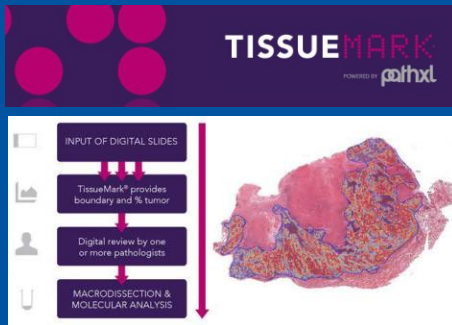 TISSUEMARK
POWERED BY pathxl
INPUT OF DIGITAL SLIDES
TissueMark® provides
boundary and % tumor
Digital review by one
or more pathologists
MACRODISSECTION &
MOLECULAR ANALYSIS